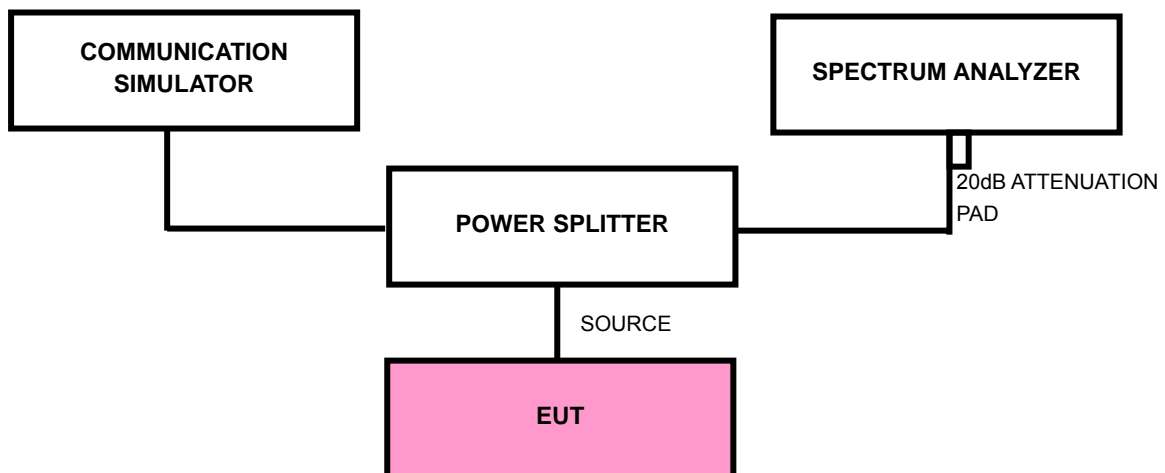 COMMUNICATION
SIMULATOR
SPECTRUM ANALYZER
20dB ATTENUATION
PAD
POWER SPLITTER
SOURCE
EUT